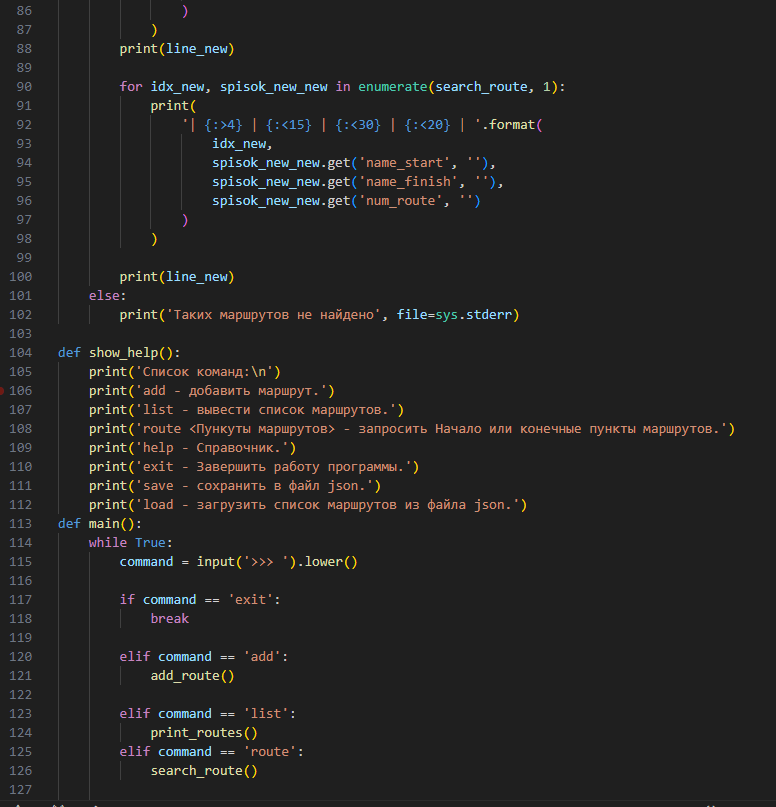 86 )
87 )
88 print(line_new)
89
90 for idx_new, spisok_new_new in enumerate(search_route, 1):
91 print(
92 '| {:>4} | {:<15} | {:<30} | {:<20} | '.format(
93 idx_new,
94 spisok_new_new.get('name_start', ''),
95 spisok_new_new.get('name_finish', ''),
96 spisok_new_new.get('num_route', '')
97 )
98 )
99
100 print(line_new)
101 else:
102 print('Таких маршрутов не найдено', file=sys.stderr)
103
104 def show_help():
105 print('Список команд:\n')
106 print('add - добавить маршрут.')
107 print('list - вывести список маршрутов.')
108 print('route <Пункуты маршрутов> - запросить Начало или конечные пункты маршрутов.')
109 print('help - Справочник.')
110 print('exit - Завершить работу программы.')
111 print('save - сохранить в файл json.')
112 print('load - загрузить список маршрутов из файла json.')
113 def main():
114 while True:
115 command = input('>>> ').lower()
116
117 if command == 'exit':
118 break
119
120 elif command == 'add':
121 add_route()
122
123 elif command == 'list':
124 print_routes()
125 elif command == 'route':
126 search_route()
127